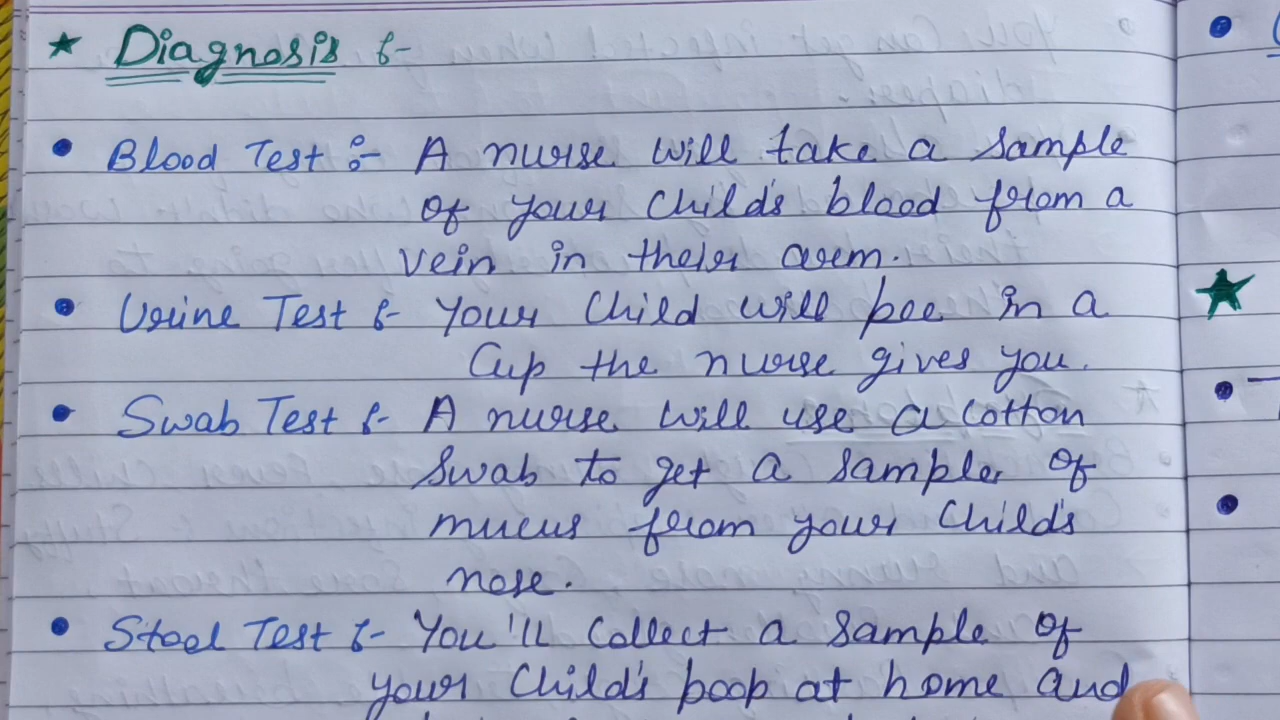 ★ Diagnosis :-
• Blood Test :- A nurse will take a sample
of your child's blood from a
vein in their arm.
• Urine Test :- Your child will pee in a
cup the nurse gives you.
• Swab Test :- A nurse will use a cotton
swab to get a sample of
mucus from your child's
nose.
• Stool Test :- You'll collect a sample of
your child's poop at home and